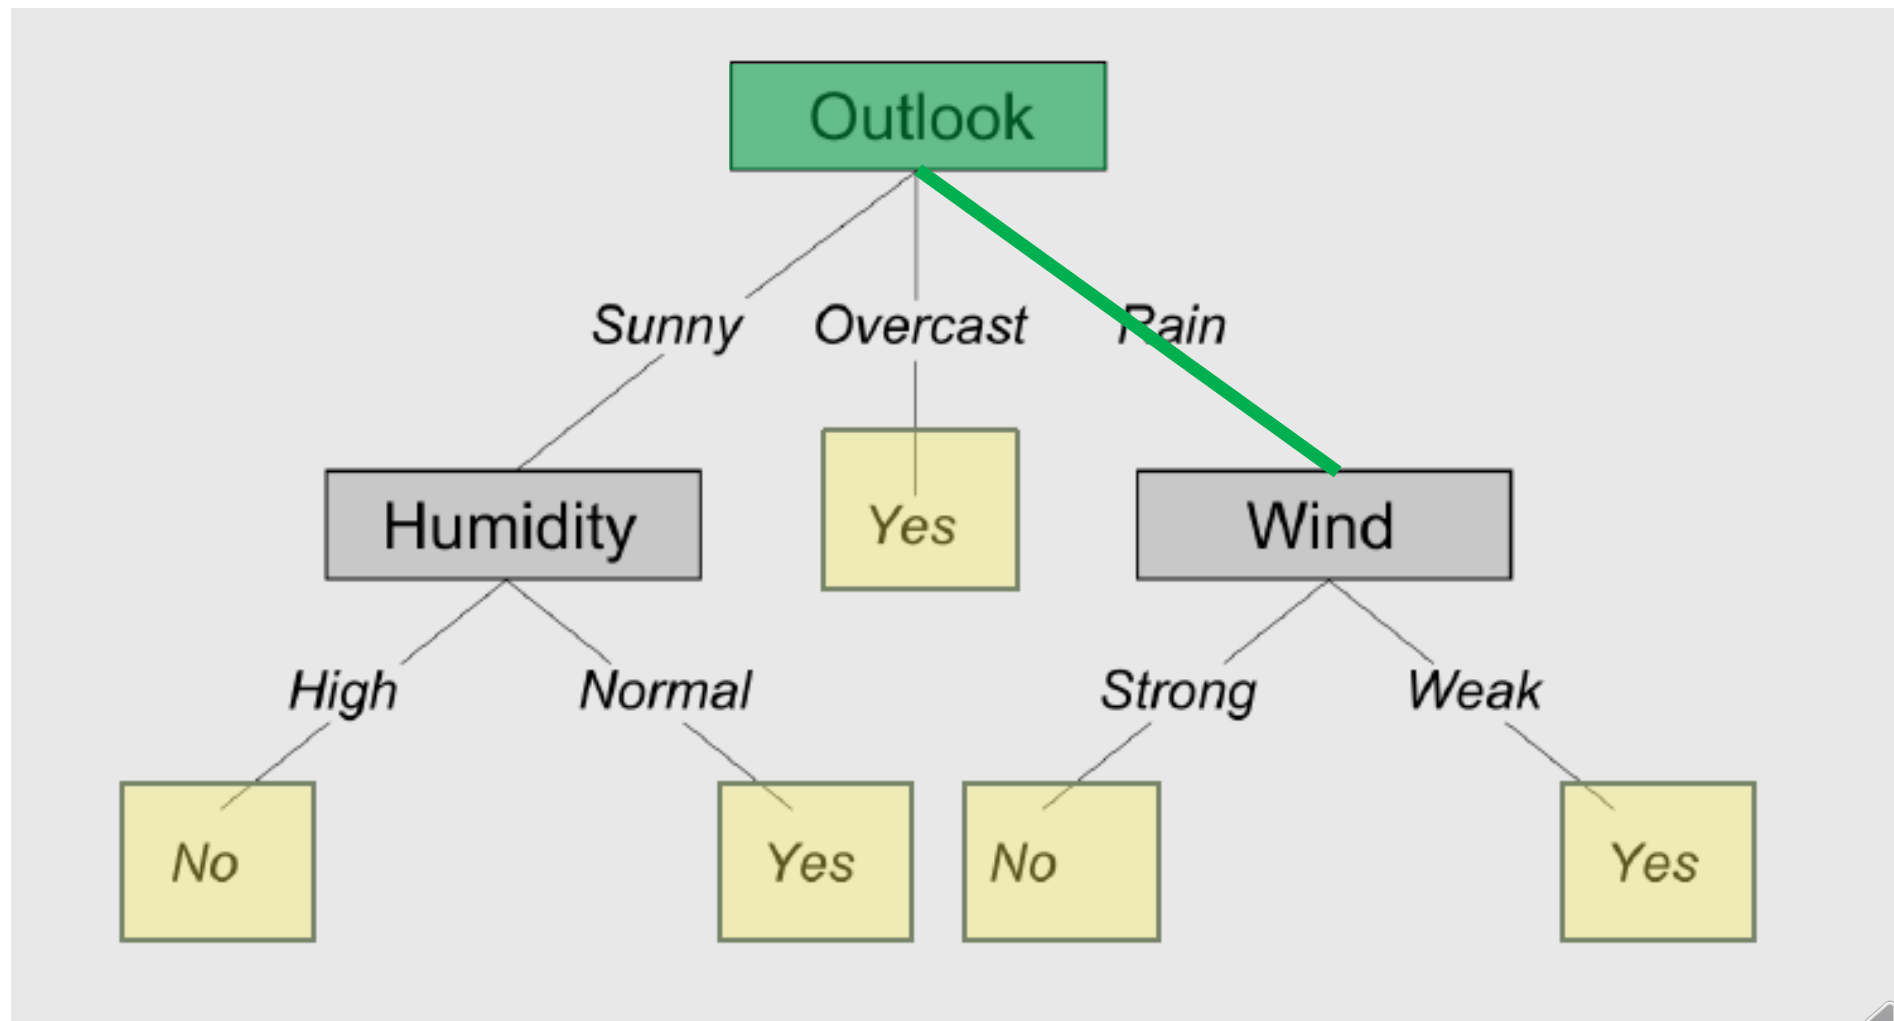 Outlook
Sunny Overcast Rain
Humidity Yes Wind
High Normal Strong Weak
No Yes No Yes